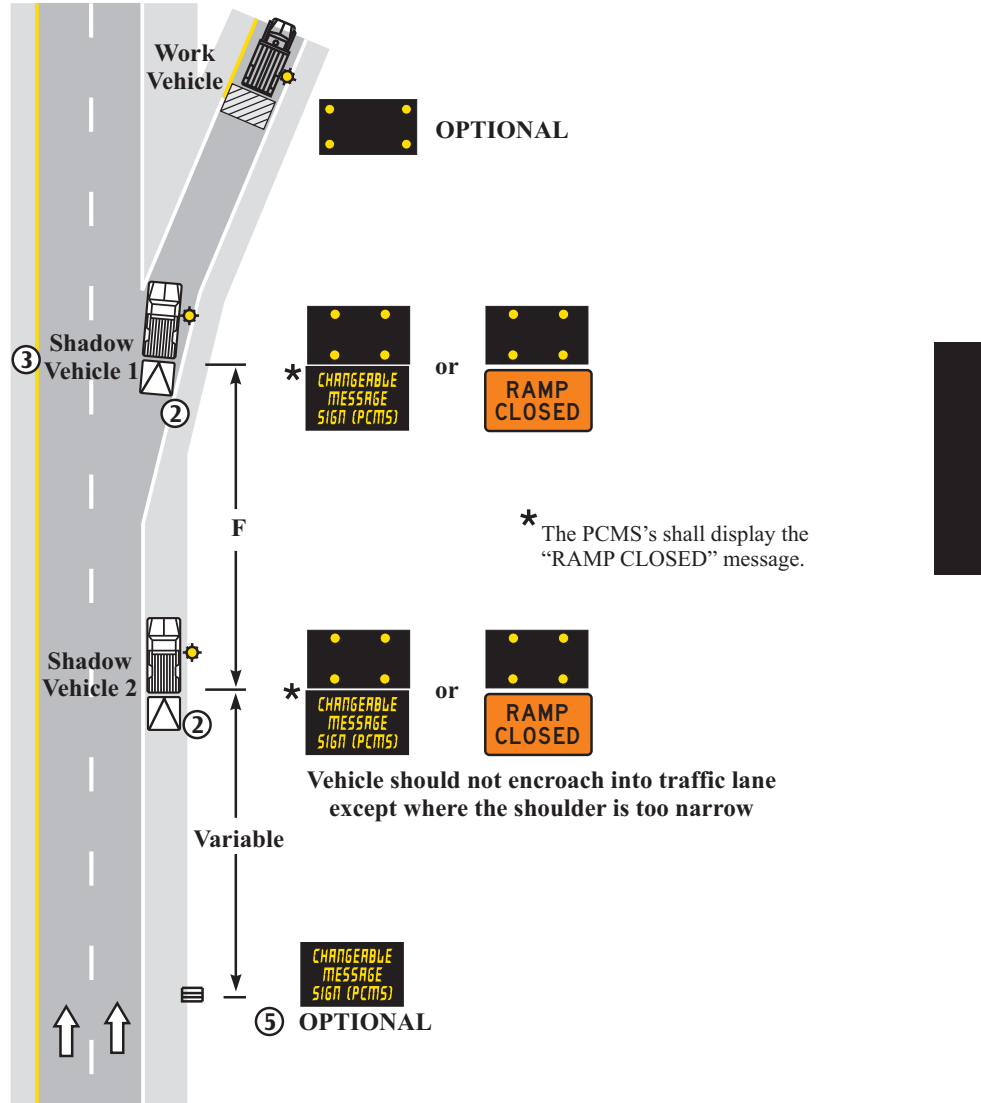 Work
Vehicle
OPTIONAL
Shadow
Vehicle 1
③
②
*
CHANGEABLE
MESSAGE
SIGN (PCMS)
or
RAMP
CLOSED
F
* The PCMS's shall display the
“RAMP CLOSED” message.
Shadow
Vehicle 2
②
*
CHANGEABLE
MESSAGE
SIGN (PCMS)
or
RAMP
CLOSED
Vehicle should not encroach into traffic lane
except where the shoulder is too narrow
Variable
CHANGEABLE
MESSAGE
SIGN (PCMS)
⑤ OPTIONAL